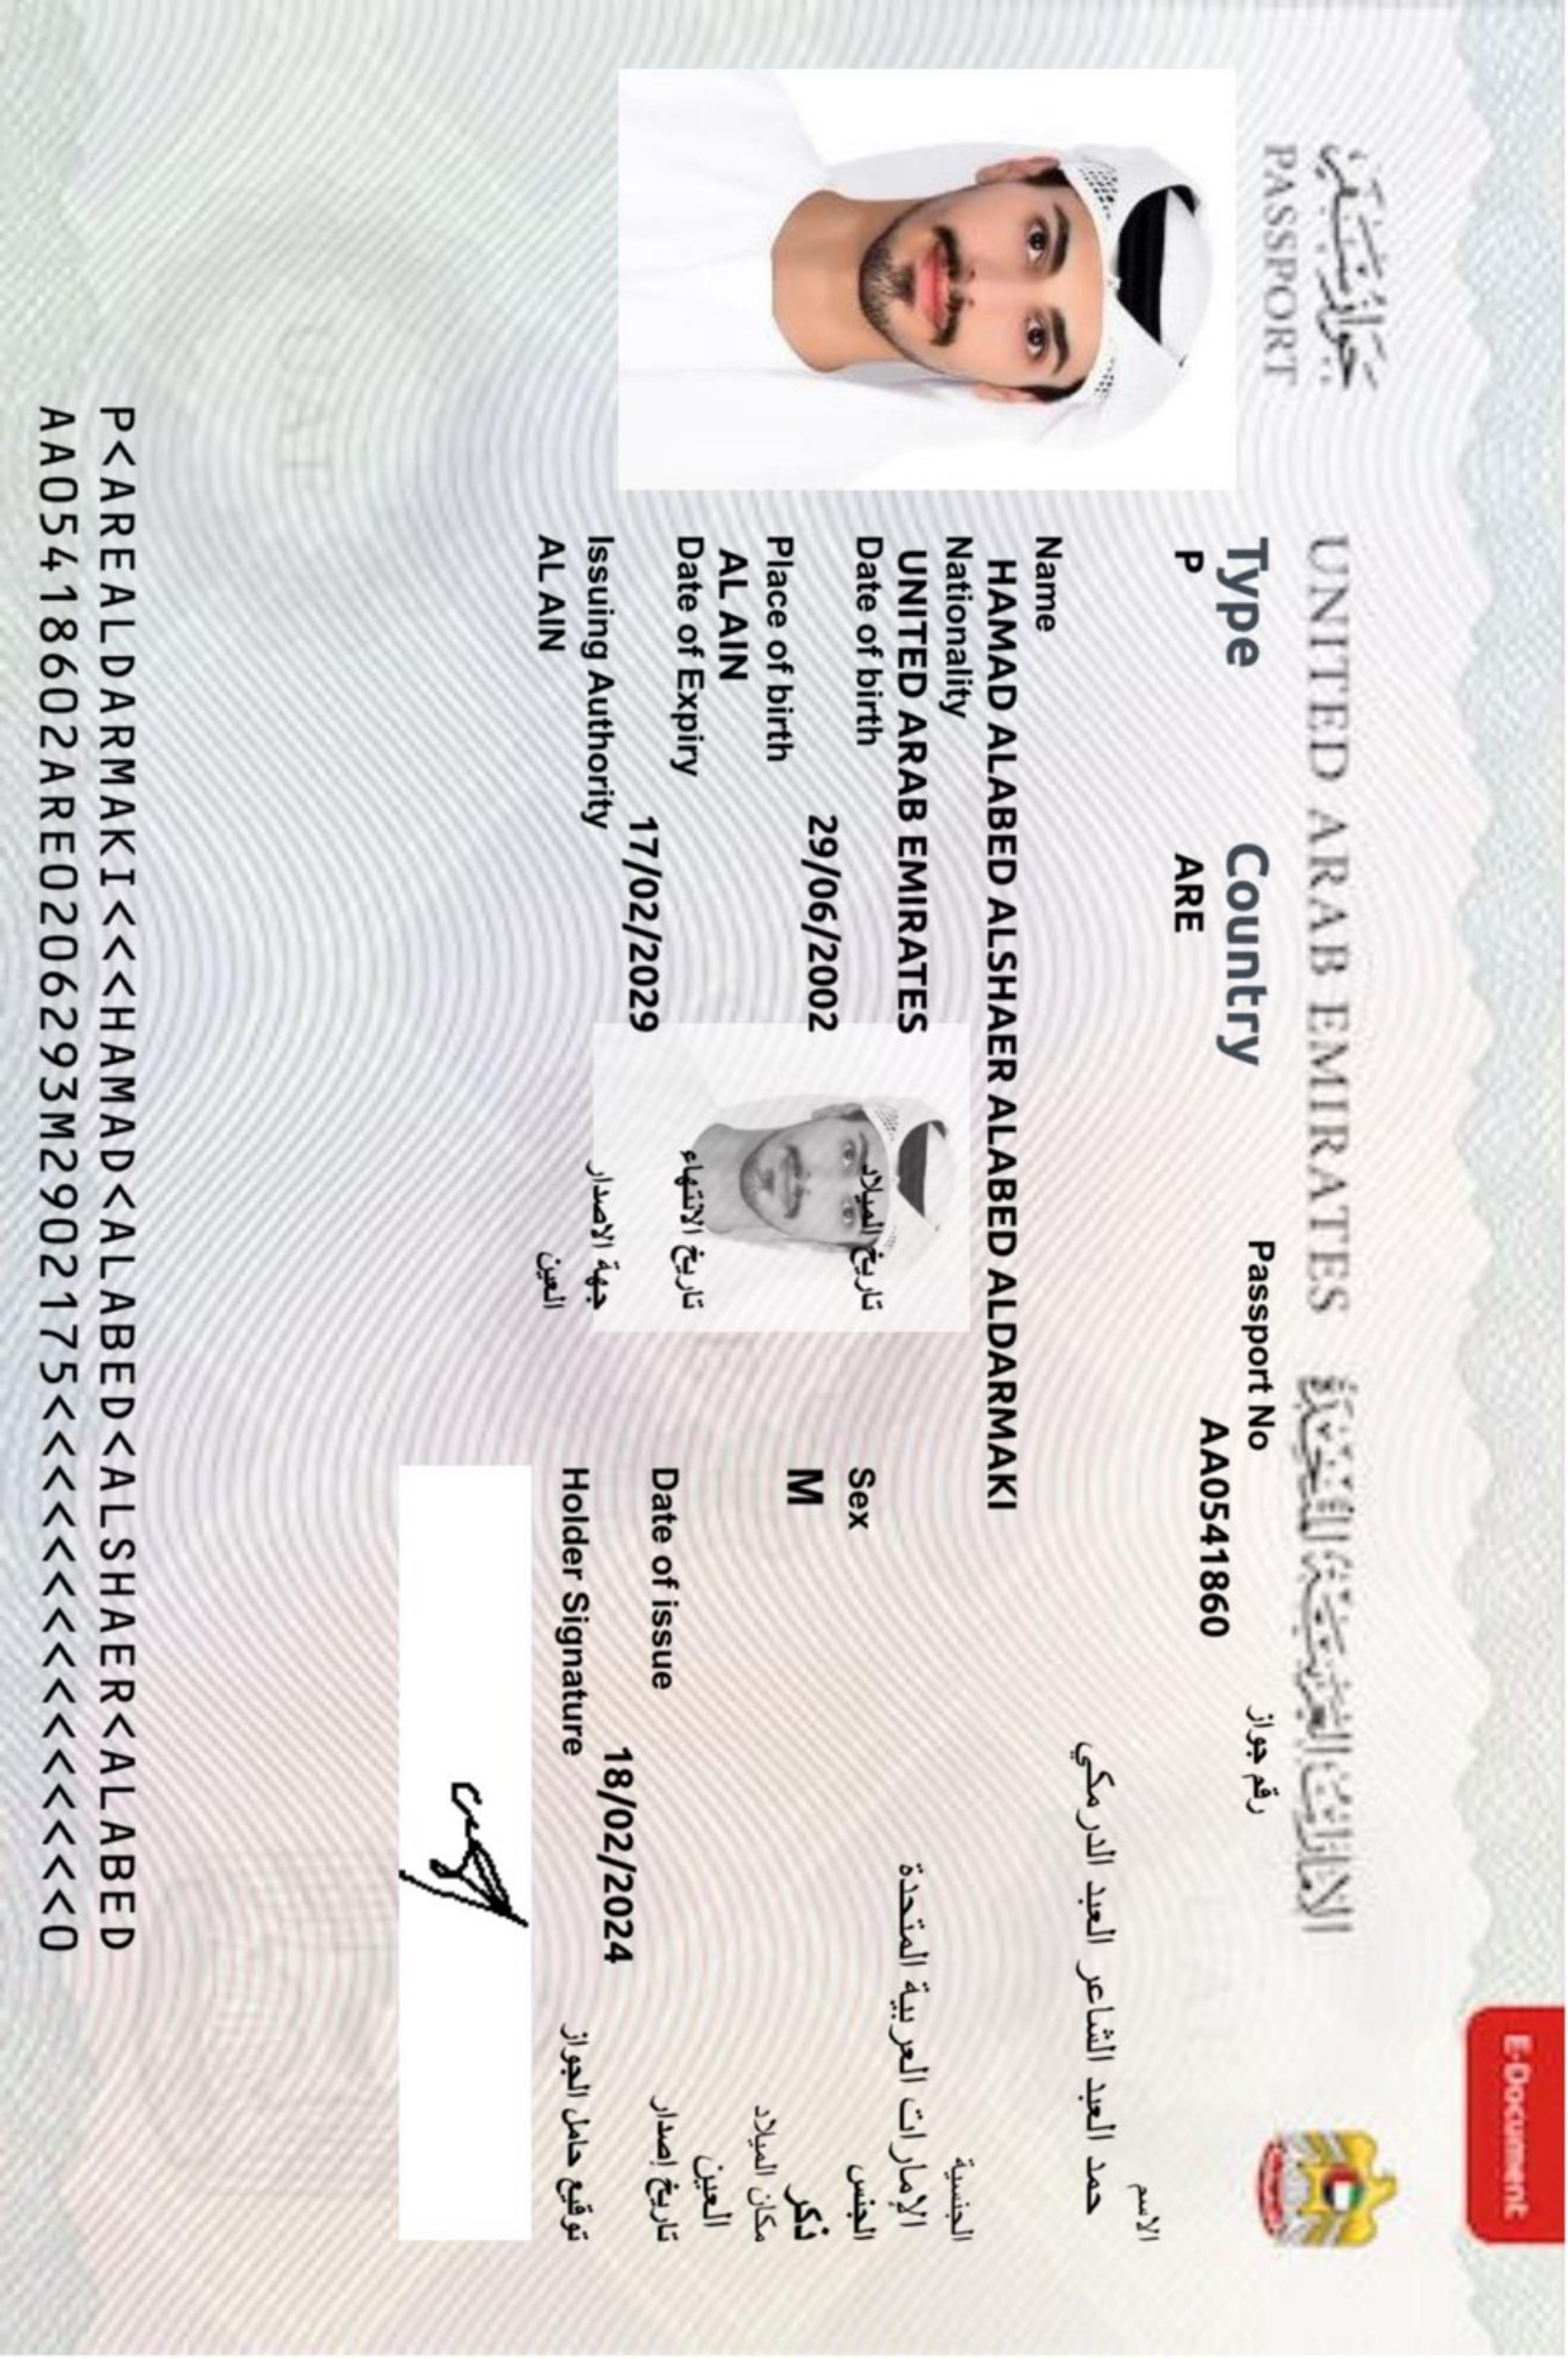 E-Document
جواز سفر
PASSPORT
UNITED ARAB EMIRATES الإمارات العربية المتحدة
Type Country Passport No رقم جواز
P ARE AA0541860
الاسم
حمد العبد الشاعر العبد الدرمكي
Name
HAMAD ALABED ALSHAER ALABED ALDARMAKI
Nationality الجنسية
UNITED ARAB EMIRATES الإمارات العربية المتحدة
Date of birth تاريخ الميلاد Sex الجنس
29/06/2002 M ذكر
Place of birth مكان الميلاد
AL AIN العين
Date of Expiry تاريخ الانتهاء Date of issue تاريخ إصدار
17/02/2029 18/02/2024
Issuing Authority جهة الاصدار Holder Signature توقيع حامل الجواز
AL AIN العين
P<AREALDARMAKI<<<HAMAD<ALABED<ALSHAER<ALABED
AA05418602ARE0206293M2902175<<<<<<<<<<<<<<<0